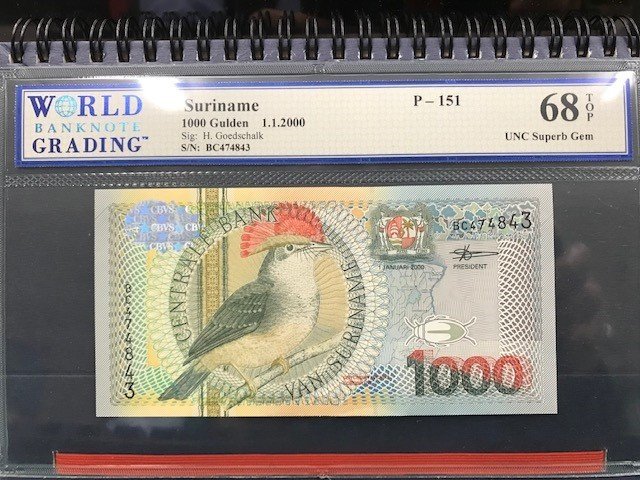 WORLD
BANKNOTE
GRADING™
Suriname
1000 Gulden 1.1.2000
Sig: H. Goedschalk
S/N: BC474843
P – 151
68 TOP
UNC Superb Gem
CBVS
CBVS
CENTRALE BANK
VAN SURINAME
BC474843
1 JANUARI 2000
PRESIDENT
BC474843
1000